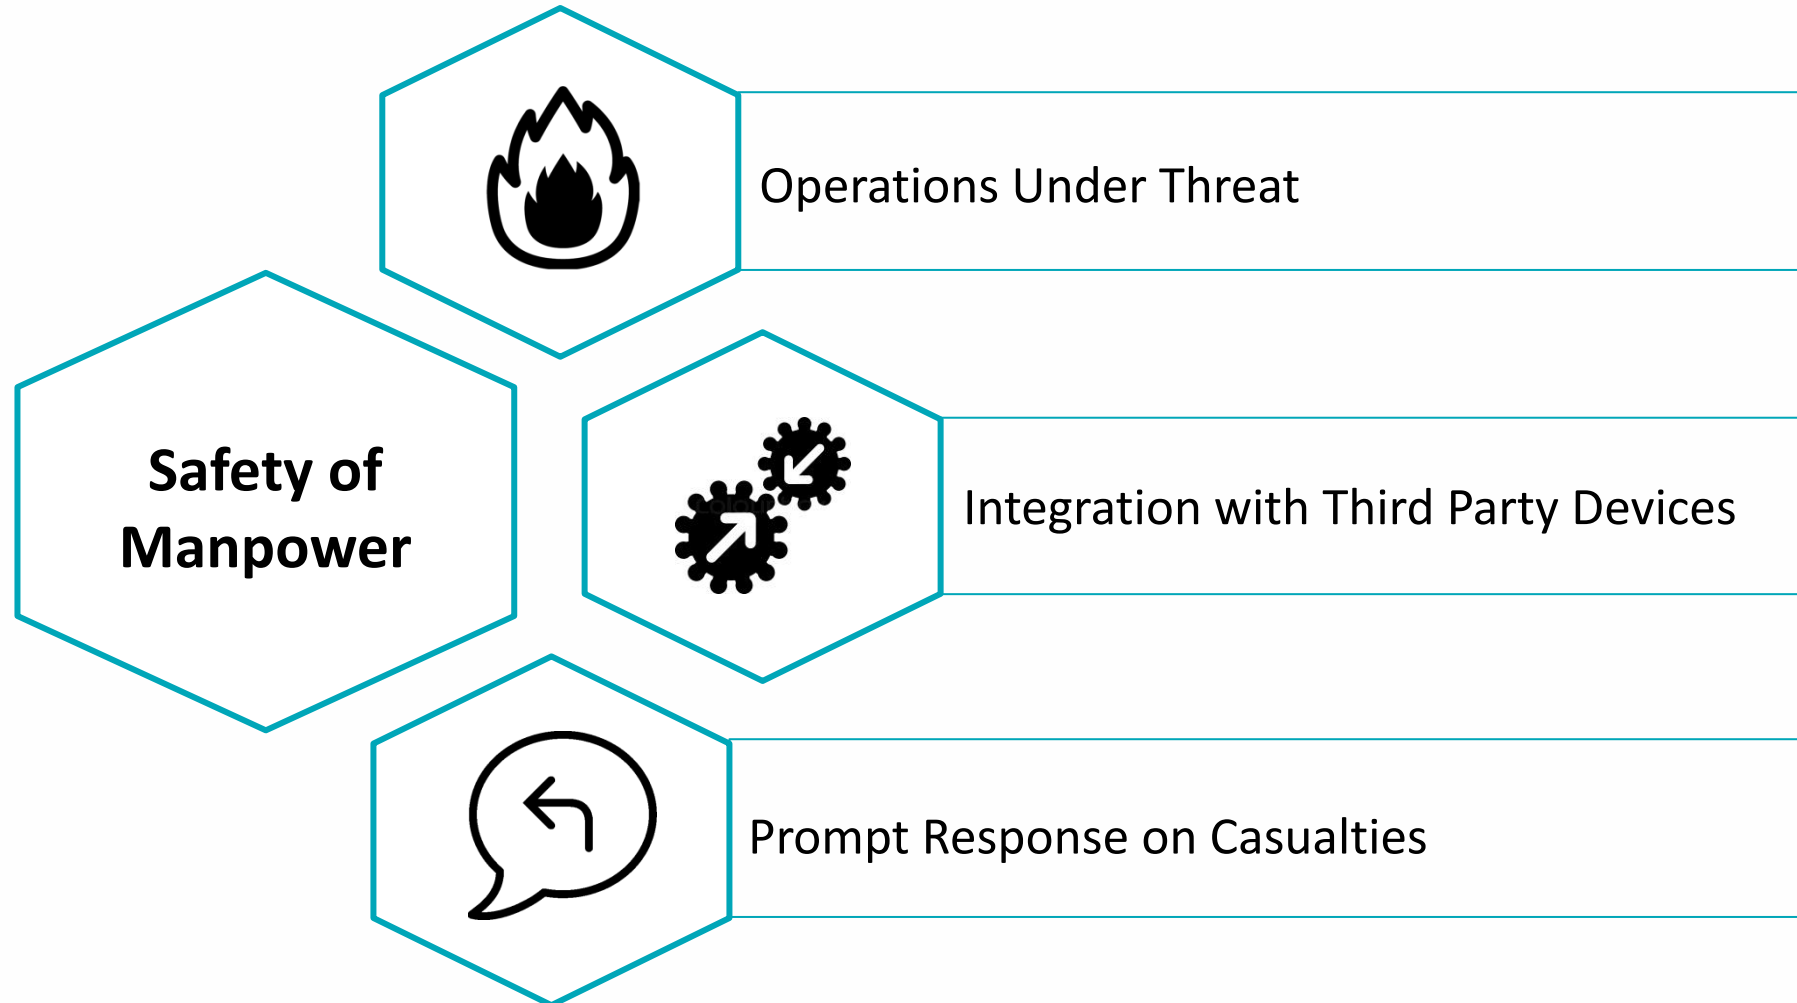 Operations Under Threat
Safety of
Manpower
Integration with Third Party Devices
Prompt Response on Casualties